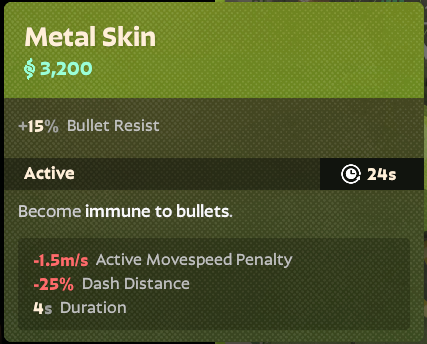 Metal Skin
3,200
+15% Bullet Resist
Active 24s
Become immune to bullets.
-1.5m/s Active Movespeed Penalty
-25% Dash Distance
4s Duration